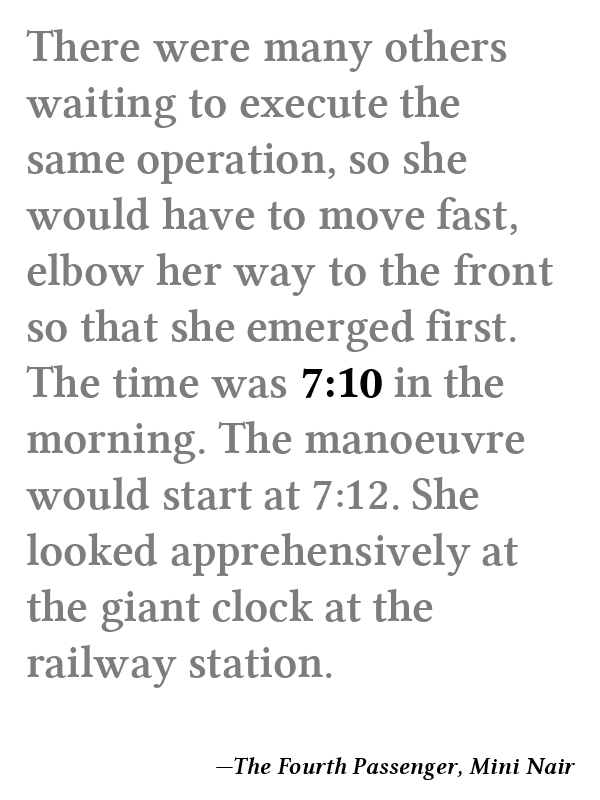 There were many others
waiting to execute the
same operation, so she
would have to move fast,
elbow her way to the front
so that she emerged first.
The time was 7:10 in the
morning. The manoeuvre
would start at 7:12. She
looked apprehensively at
the giant clock at the
railway station.
—The Fourth Passenger, Mini Nair